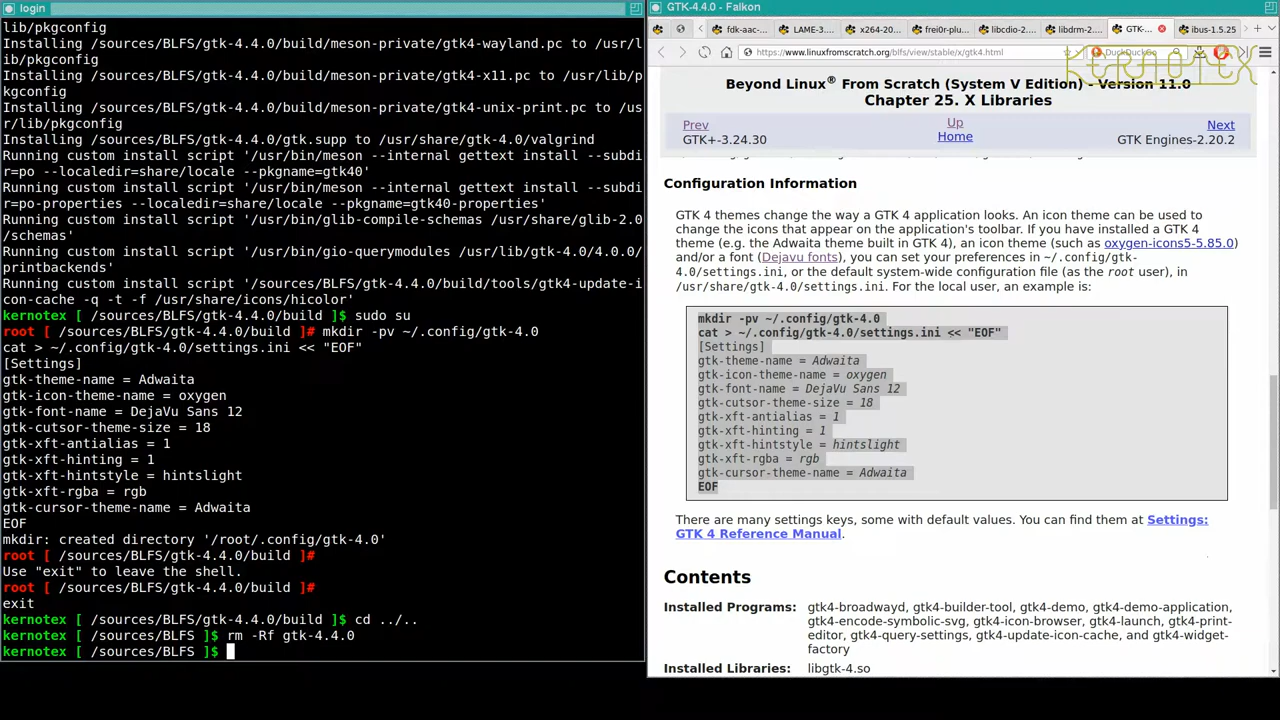 login
lib/pkgconfig
Installing /sources/BLFS/gtk-4.4.0/build/meson-private/gtk4-wayland.pc to /usr/l
ib/pkgconfig
Installing /sources/BLFS/gtk-4.4.0/build/meson-private/gtk4-x11.pc to /usr/lib/p
kgconfig
Installing /sources/BLFS/gtk-4.4.0/build/meson-private/gtk4-unix-print.pc to /us
r/lib/pkgconfig
Installing /sources/BLFS/gtk-4.4.0/gtk.supp to /usr/share/gtk-4.0/valgrind
Running custom install script '/usr/bin/meson --internal gettext install --subdi
r=po --localedir=share/locale --pkgname=gtk40'
Running custom install script '/usr/bin/meson --internal gettext install --subdi
r=po-properties --localedir=share/locale --pkgname=gtk40-properties'
Running custom install script '/usr/bin/glib-compile-schemas /usr/share/glib-2.0
/schemas'
Running custom install script '/usr/bin/gio-querymodules /usr/lib/gtk-4.0/4.0.0/
printbackends'
Running custom install script '/sources/BLFS/gtk-4.4.0/build/tools/gtk4-update-i
con-cache -q -t -f /usr/share/icons/hicolor'
kernotex [ /sources/BLFS/gtk-4.4.0/build ]$ sudo su
root [ /sources/BLFS/gtk-4.4.0/build ]# mkdir -pv ~/.config/gtk-4.0
cat > ~/.config/gtk-4.0/settings.ini << "EOF"
[Settings]
gtk-theme-name = Adwaita
gtk-icon-theme-name = oxygen
gtk-font-name = DejaVu Sans 12
gtk-cutsor-theme-size = 18
gtk-xft-antialias = 1
gtk-xft-hinting = 1
gtk-xft-hintstyle = hintslight
gtk-xft-rgba = rgb
gtk-cursor-theme-name = Adwaita
EOF
mkdir: created directory '/root/.config/gtk-4.0'
root [ /sources/BLFS/gtk-4.4.0/build ]#
Use "exit" to leave the shell.
root [ /sources/BLFS/gtk-4.4.0/build ]#
exit
kernotex [ /sources/BLFS/gtk-4.4.0/build ]$ cd ../..
kernotex [ /sources/BLFS ]$ rm -Rf gtk-4.4.0
kernotex [ /sources/BLFS ]$
GTK-4.4.0 - Falkon
fdk-aac-... LAME-3.... x264-20... frei0r-plu... libcdio-2.... libdrm-2.... GTK-... ibus-1.5.25
https://www.linuxfromscratch.org/blfs/view/stable/x/gtk4.html DuckDuckGo
KERNOTEX
Beyond Linux® From Scratch (System V Edition) - Version 11.0
Chapter 25. X Libraries
Prev Up Next
GTK+-3.24.30 Home GTK Engines-2.20.2
Configuration Information
GTK 4 themes change the way a GTK 4 application looks. An icon theme can be used to
change the icons that appear on the application's toolbar. If you have installed a GTK 4
theme (e.g. the Adwaita theme built in GTK 4), an icon theme (such as oxygen-icons5-5.85.0)
and/or a font (Dejavu fonts), you can set your preferences in ~/.config/gtk-
4.0/settings.ini, or the default system-wide configuration file (as the root user), in
/usr/share/gtk-4.0/settings.ini. For the local user, an example is:
mkdir -pv ~/.config/gtk-4.0
cat > ~/.config/gtk-4.0/settings.ini << "EOF"
[Settings]
gtk-theme-name = Adwaita
gtk-icon-theme-name = oxygen
gtk-font-name = DejaVu Sans 12
gtk-cutsor-theme-size = 18
gtk-xft-antialias = 1
gtk-xft-hinting = 1
gtk-xft-hintstyle = hintslight
gtk-xft-rgba = rgb
gtk-cursor-theme-name = Adwaita
EOF
There are many settings keys, some with default values. You can find them at Settings:
GTK 4 Reference Manual.
Contents
Installed Programs: gtk4-broadwayd, gtk4-builder-tool, gtk4-demo, gtk4-demo-application,
gtk4-encode-symbolic-svg, gtk4-icon-browser, gtk4-launch, gtk4-print-
editor, gtk4-query-settings, gtk4-update-icon-cache, and gtk4-widget-
factory
Installed Libraries: libgtk-4.so